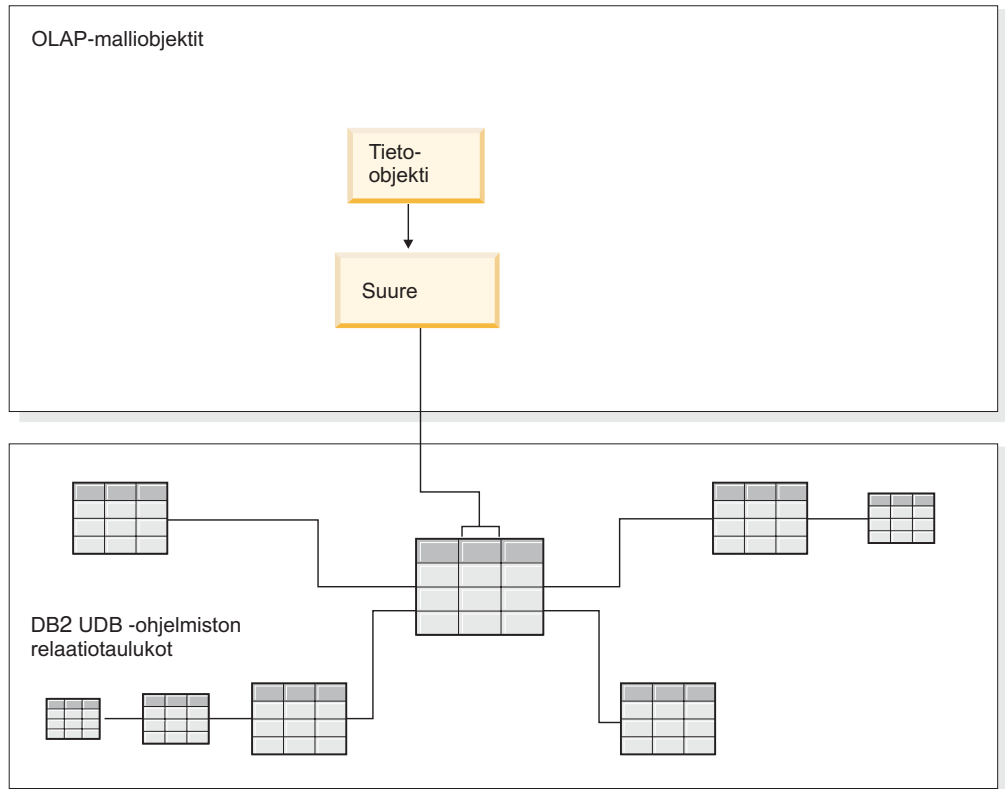 OLAP-malliobjektit
Tieto-
objekti
Suure
DB2 UDB -ohjelmiston
relaatiotaulukot